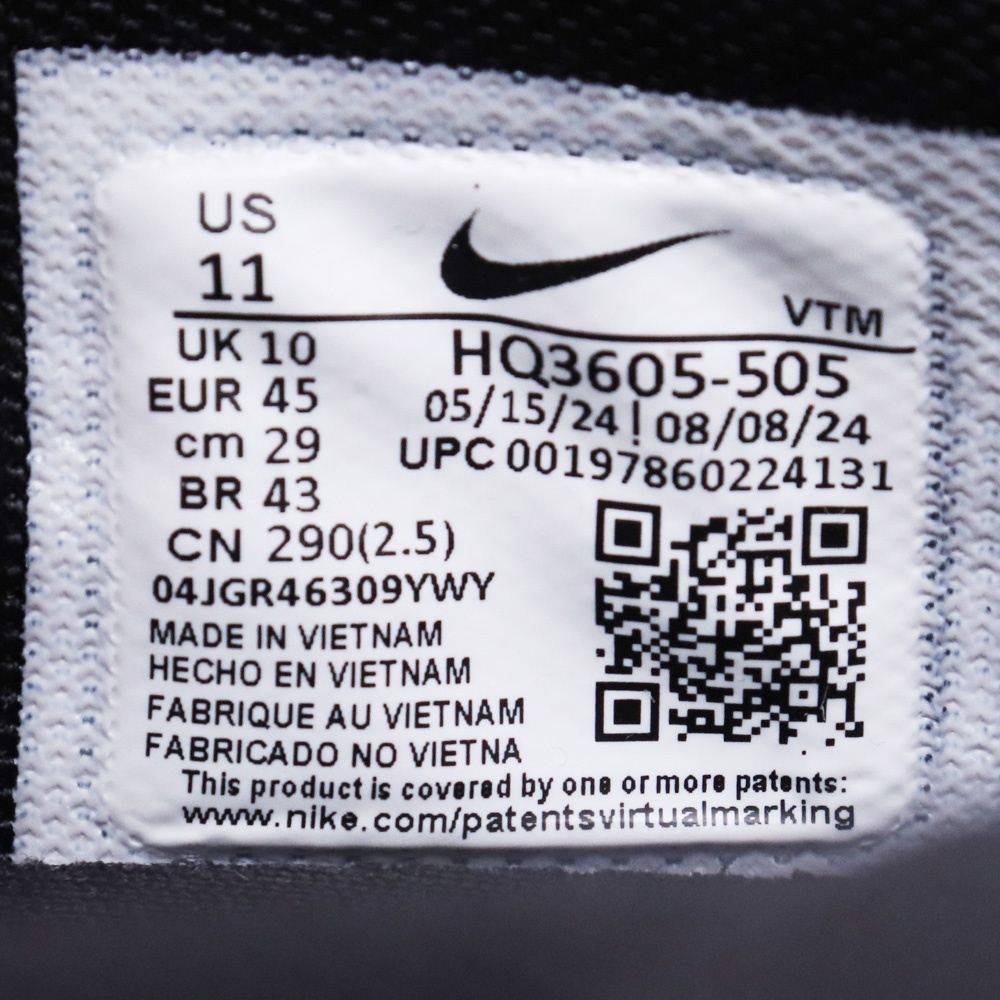 US
11
VTM
UK 10
EUR 45
cm 29
BR 43
CN 290(2.5)
HQ3605-505
05/15/24 | 08/08/24
UPC 00197860224131
04JGR46309YWY
MADE IN VIETNAM
HECHO EN VIETNAM
FABRIQUE AU VIETNAM
FABRICADO NO VIETNA
This product is covered by one or more patents:
www.nike.com/patentsvirtualmarking